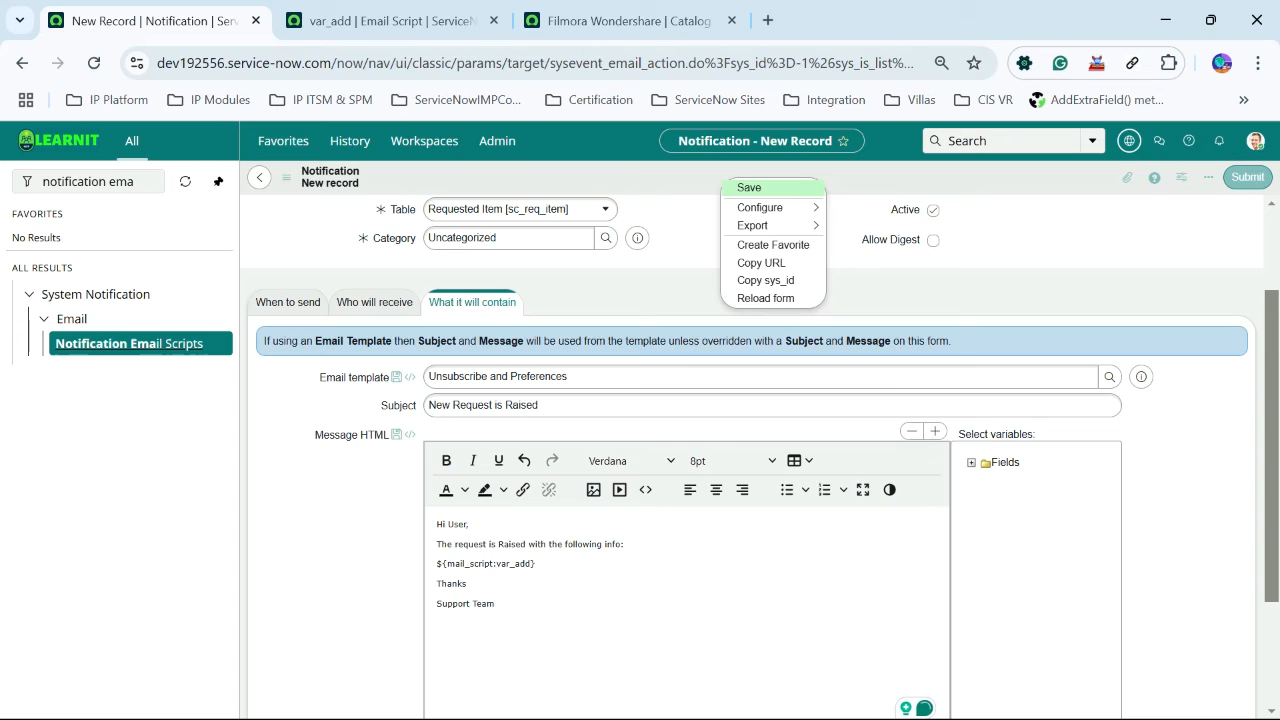 New Record | Notification | Serv
var_add | Email Script | ServiceN
Filmora Wondershare | Catalog
dev192556.service-now.com/now/nav/ui/classic/params/target/sysevent_email_action.do%3Fsys_id%3D-1%26sys_is_list%...
IP Platform
IP Modules
IP ITSM & SPM
ServiceNowIMPCo...
Certification
ServiceNow Sites
Integration
Villas
CIS VR
AddExtraField() met...
LEARNIT
All
Favorites
History
Workspaces
Admin
Notification - New Record
Search
notification ema
Notification
New record
Submit
FAVORITES
No Results
ALL RESULTS
System Notification
Email
Notification Email Scripts
Table
Requested Item [sc_req_item]
Active
Category
Uncategorized
Allow Digest
Save
Configure
Export
Create Favorite
Copy URL
Copy sys_id
Reload form
When to send
Who will receive
What it will contain
If using an Email Template then Subject and Message will be used from the template unless overridden with a Subject and Message on this form.
Email template
Unsubscribe and Preferences
Subject
New Request is Raised
Message HTML
Select variables:
Verdana
8pt
Fields
Hi User,
The request is Raised with the following info:
${mail_script:var_add}
Thanks
Support Team